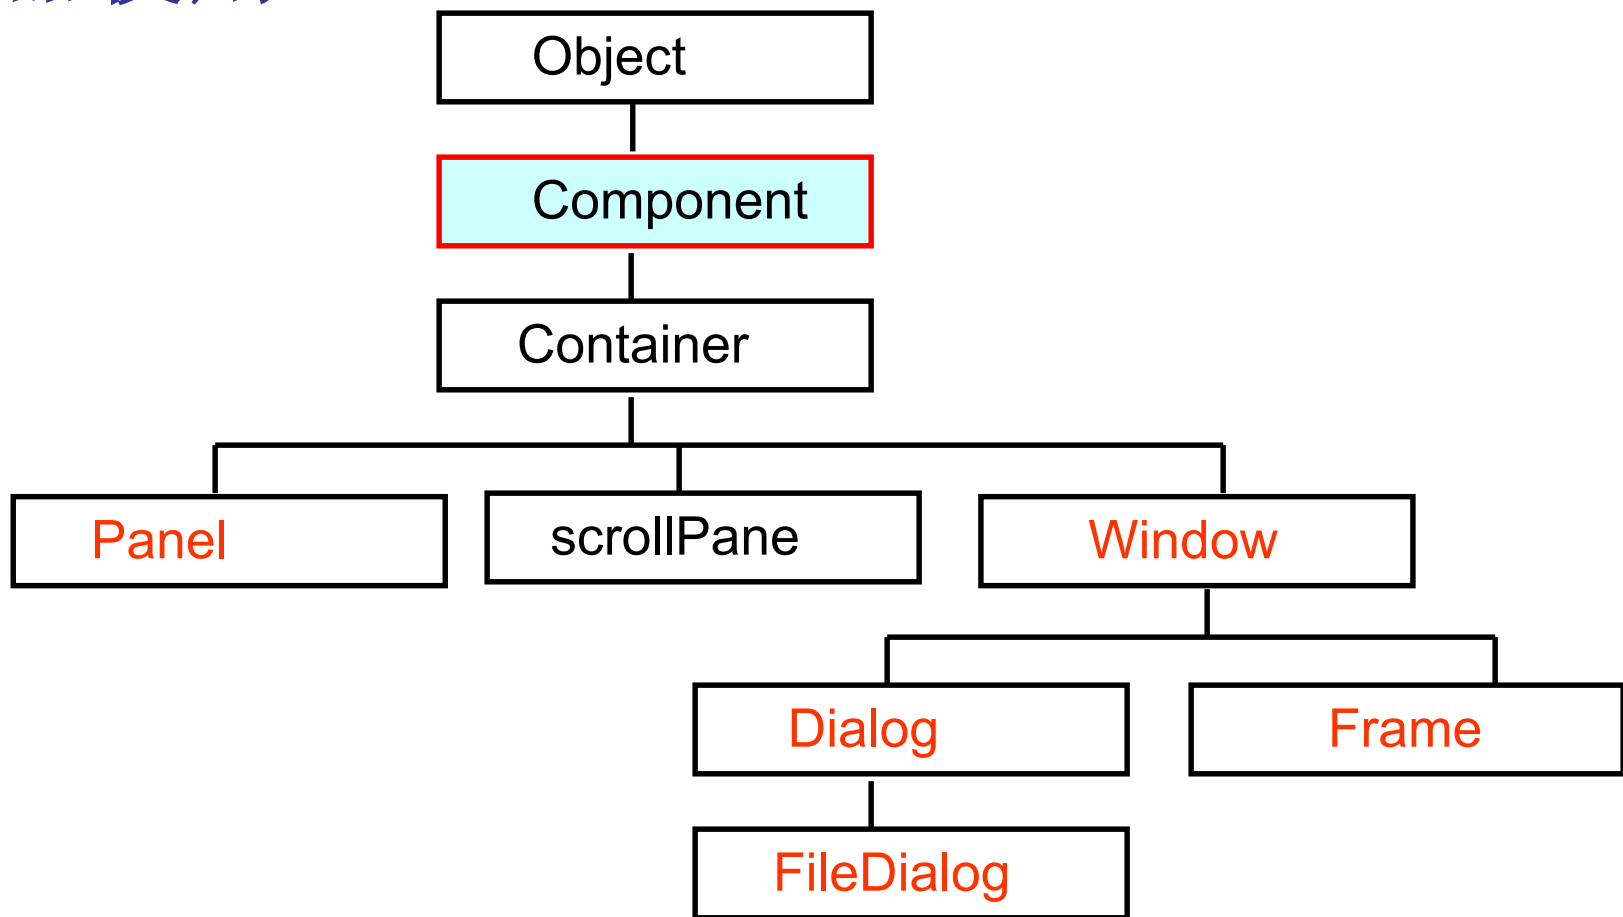 Object
Component
Container
Panel
scrollPane
Window
Dialog
Frame
FileDialog